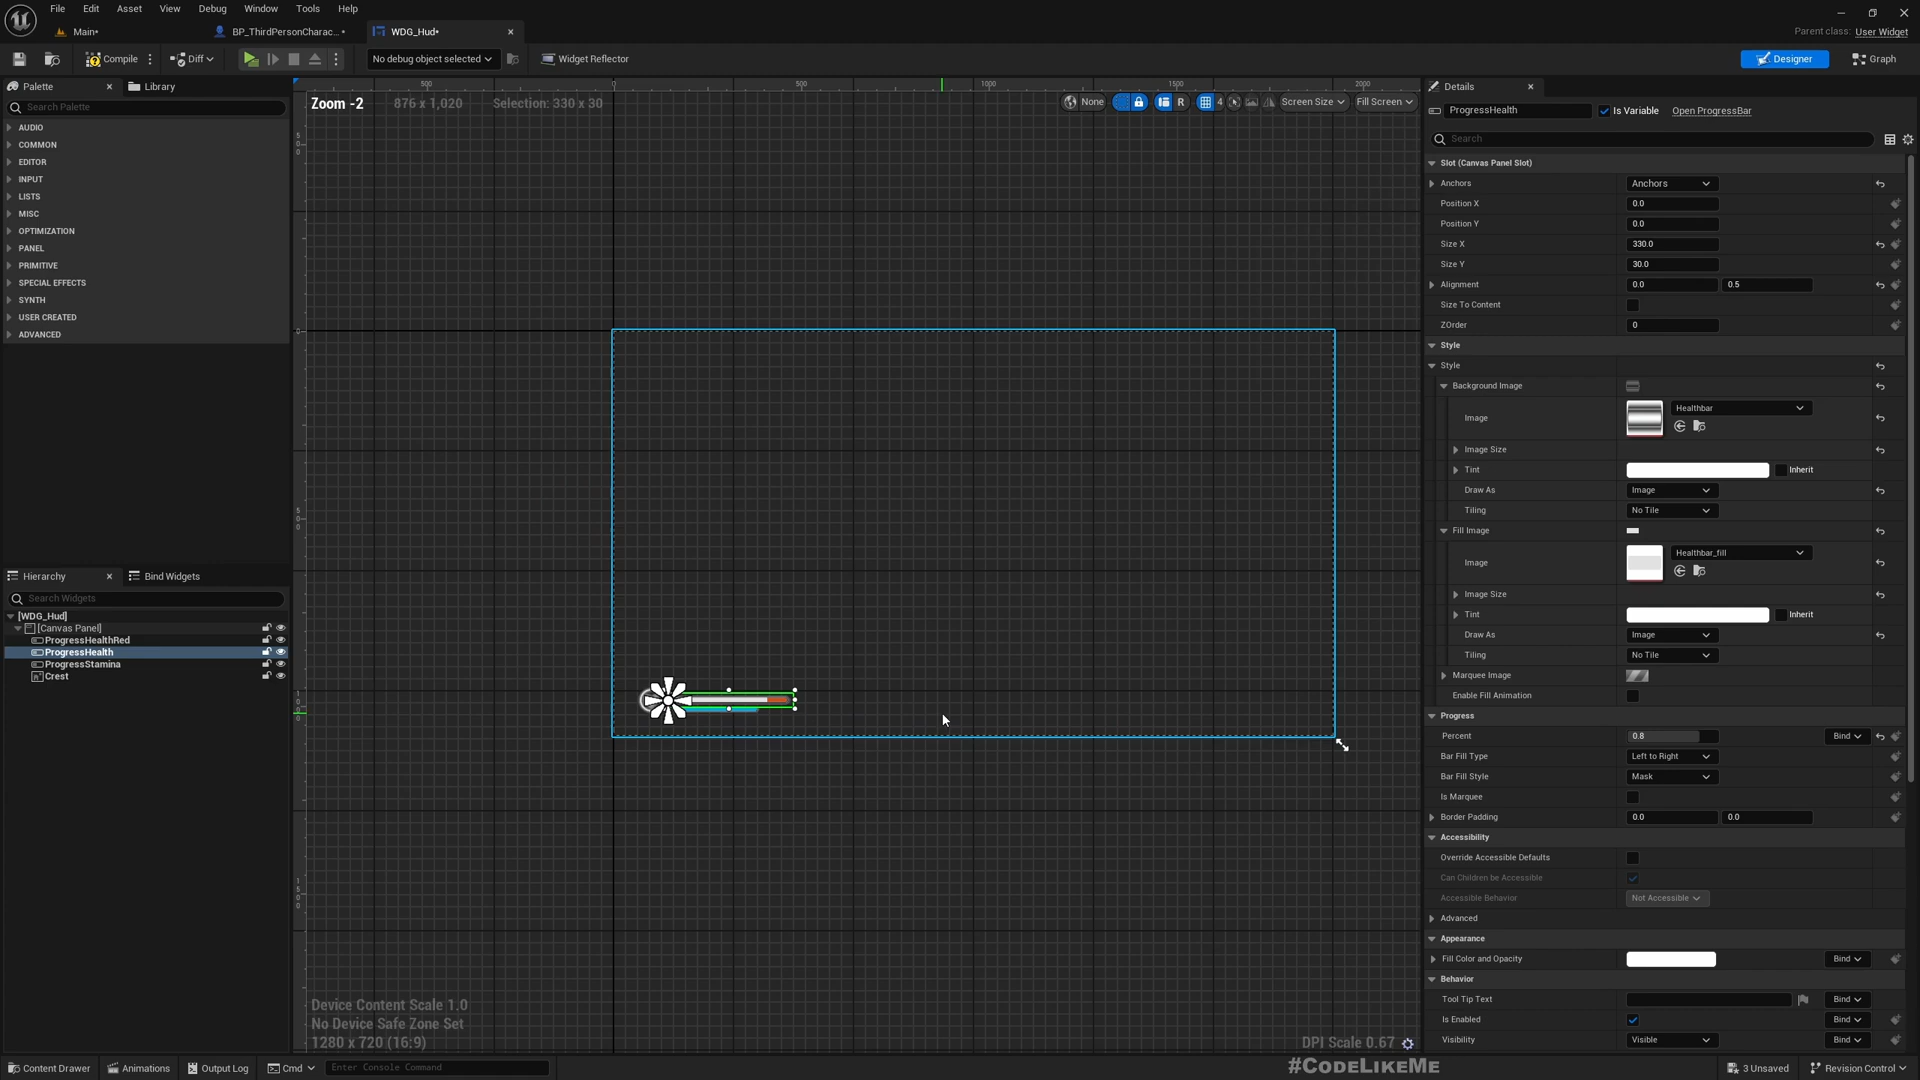 File Edit Asset View Debug Window Tools Help
Main•
BP_ThirdPersonCharac...•
WDG_Hud•
Parent class: User Widget
Compile
Diff
No debug object selected
Widget Reflector
Designer
Graph
Palette
Library
Search Palette
AUDIO
COMMON
EDITOR
INPUT
LISTS
MISC
OPTIMIZATION
PANEL
PRIMITIVE
SPECIAL EFFECTS
SYNTH
USER CREATED
ADVANCED
Hierarchy
Bind Widgets
Search Widgets
[WDG_Hud]
[Canvas Panel]
ProgressHealthRed
ProgressHealth
ProgressStamina
Crest
500 0 500 1000 1500 2000
Zoom -2 876 x 1,020 Selection: 330 x 30
None R 4 Screen Size Fill Screen
Device Content Scale 1.0
No Device Safe Zone Set
1280 x 720 (16:9)
DPI Scale 0.67
Details
ProgressHealth Is Variable Open ProgressBar
Search
Slot (Canvas Panel Slot)
Anchors Anchors
Position X 0.0
Position Y 0.0
Size X 330.0
Size Y 30.0
Alignment 0.0 0.5
Size To Content
ZOrder 0
Style
Style
Background Image
Image Healthbar
Image Size
Tint Inherit
Draw As Image
Tiling No Tile
Fill Image
Image Healthbar_fill
Image Size
Tint Inherit
Draw As Image
Tiling No Tile
Marquee Image
Enable Fill Animation
Progress
Percent 0.8 Bind
Bar Fill Type Left to Right
Bar Fill Style Mask
Is Marquee
Border Padding 0.0 0.0
Accessibility
Override Accessible Defaults
Can Children be Accessible
Accessible Behavior Not Accessible
Advanced
Appearance
Fill Color and Opacity Bind
Behavior
Tool Tip Text Bind
Is Enabled Bind
Visibility Visible Bind
Content Drawer Animations Output Log Cmd Enter Console Command
#CodeLikeMe
3 Unsaved Revision Control